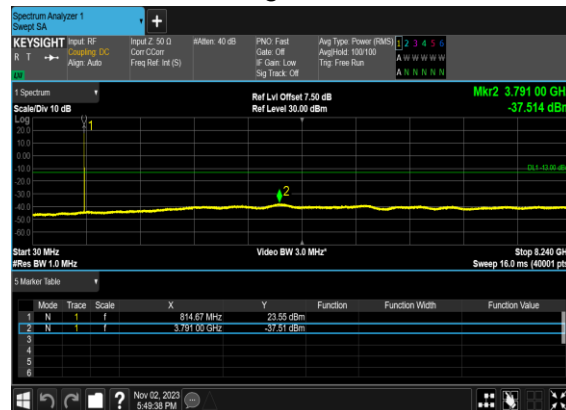 Spectrum Analyzer 1
Swept SA
+
KEYSIGHT Input: RF Input Z: 50 Ω #Atten: 40 dB PNO: Fast Avg Type: Power (RMS) 1 2 3 4 5 6
R T Coupling: DC Corr CCorr Gate: Off Avg|Hold: 100/100 A W W W W W
Align: Auto Freq Ref: Int (S) IF Gain: Low Trig: Free Run
LW Sig Track: Off A N N N N N
1 Spectrum Ref Lvl Offset 7.50 dB Mkr2 3.791 00 GH
Scale/Div 10 dB Ref Level 30.00 dBm -37.514 dBr
Log
20.0 1
10.0
0.00
-10.0 DL1 -13.00 dB
-20.0
-30.0 2
-40.0
-50.0
-60.0
Start 30 MHz Video BW 3.0 MHz* Stop 8.240 GH
#Res BW 1.0 MHz Sweep 16.0 ms (40001 pts
5 Marker Table
Mode Trace Scale X Y Function Function Width Function Value
1 N 1 f 814.67 MHz 23.55 dBm
2 N 1 f 3.791 00 GHz -37.51 dBm
3
4
5
6
? Nov 02, 2023
5:49:38 PM